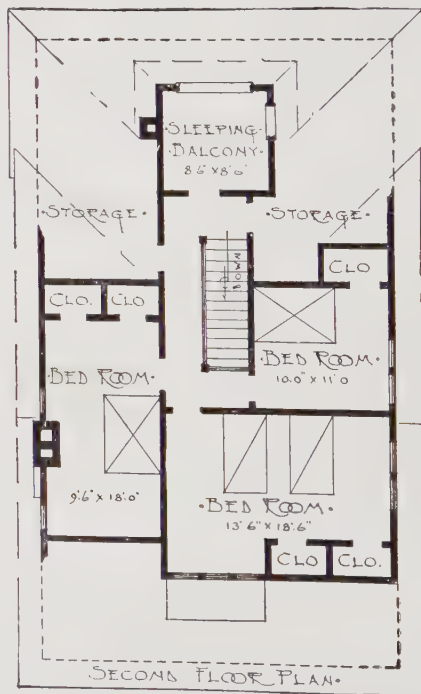 ·SLEEPING·
·BALCONY·
8'6" X 8'0"
·STORAGE·
·STORAGE·
DOWN
CLO
CLO.
CLO
·BED ROOM·
10'.0" X 11'.0
·BED ROOM·
9'.6" X 18'.0"
·BED ROOM·
13'6" X 18'.6"
CLO
CLO.
SECOND FLOOR PLAN·